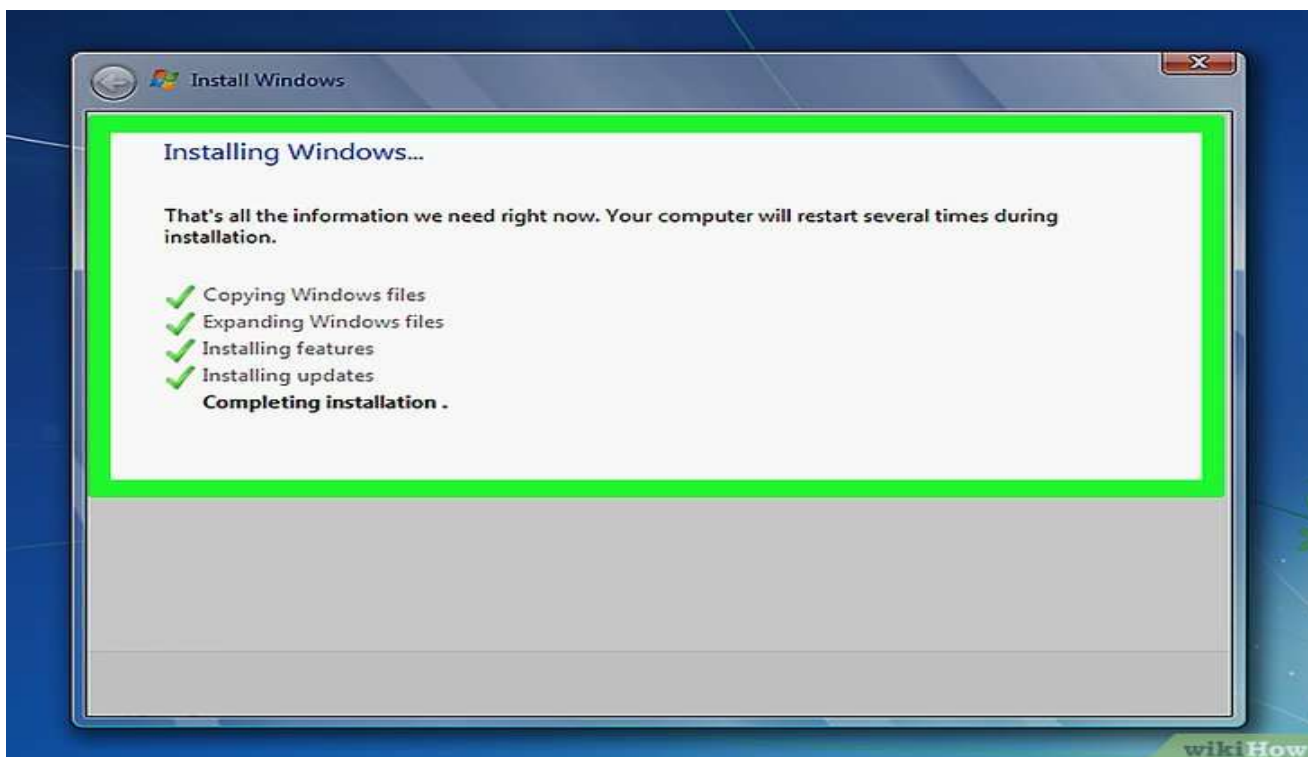 Install Windows
Installing Windows...
That's all the information we need right now. Your computer will restart several times during
installation.
Copying Windows files
Expanding Windows files
Installing features
Installing updates
Completing installation .
wikiHow